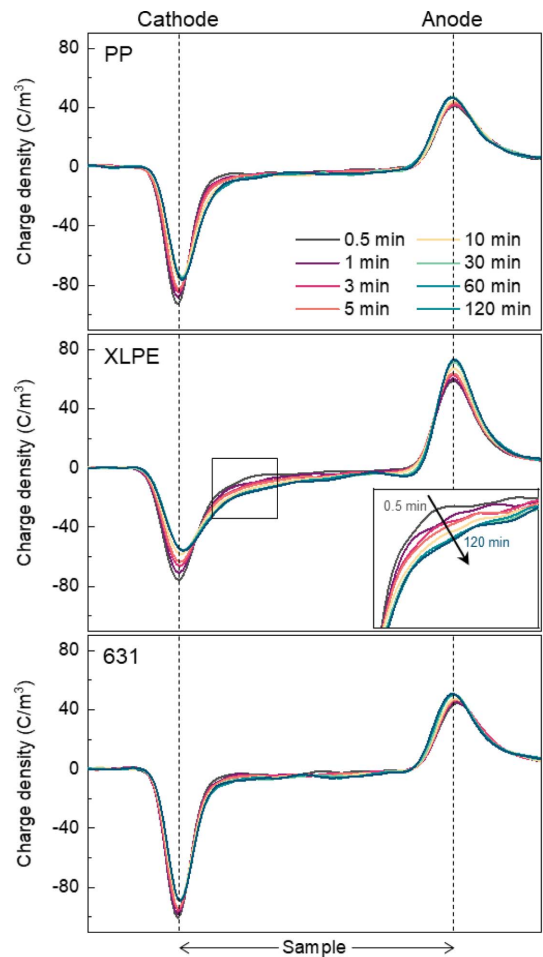 Cathode Anode
PP
Charge density (C/m³)
80
40
0
-40
-80
0.5 min 10 min
1 min 30 min
3 min 60 min
5 min 120 min
XLPE
Charge density (C/m³)
80
40
0
-40
-80
0.5 min
120 min
631
Charge density (C/m³)
80
40
0
-40
-80
Sample